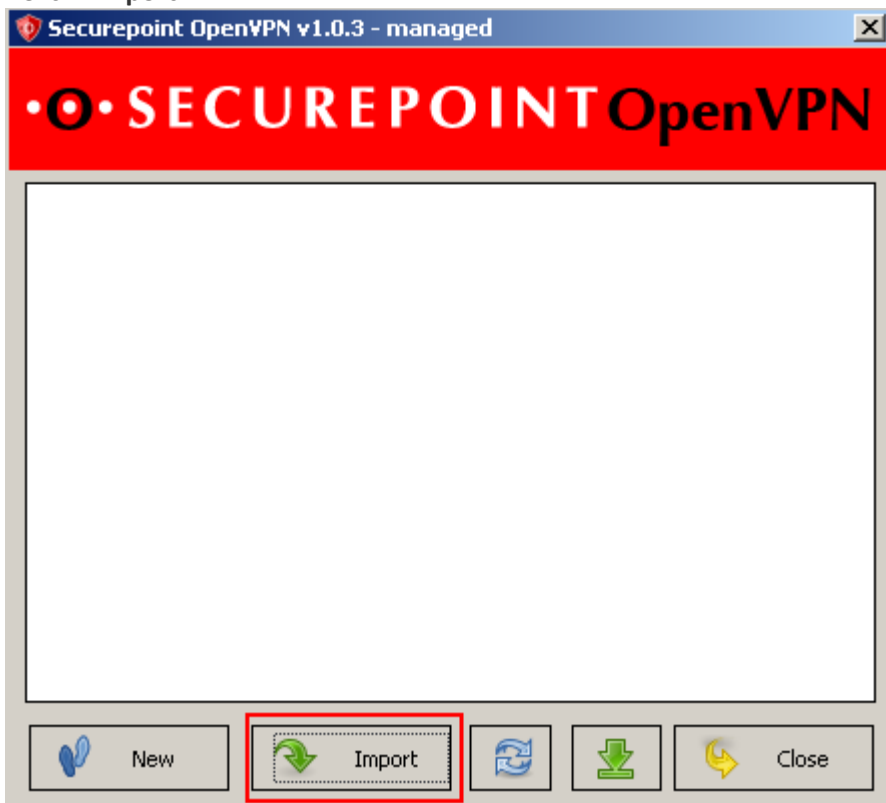 Securepoint OpenVPN v1.0.3 - managed
SECUREPOINT OpenVPN
New
Import
Close